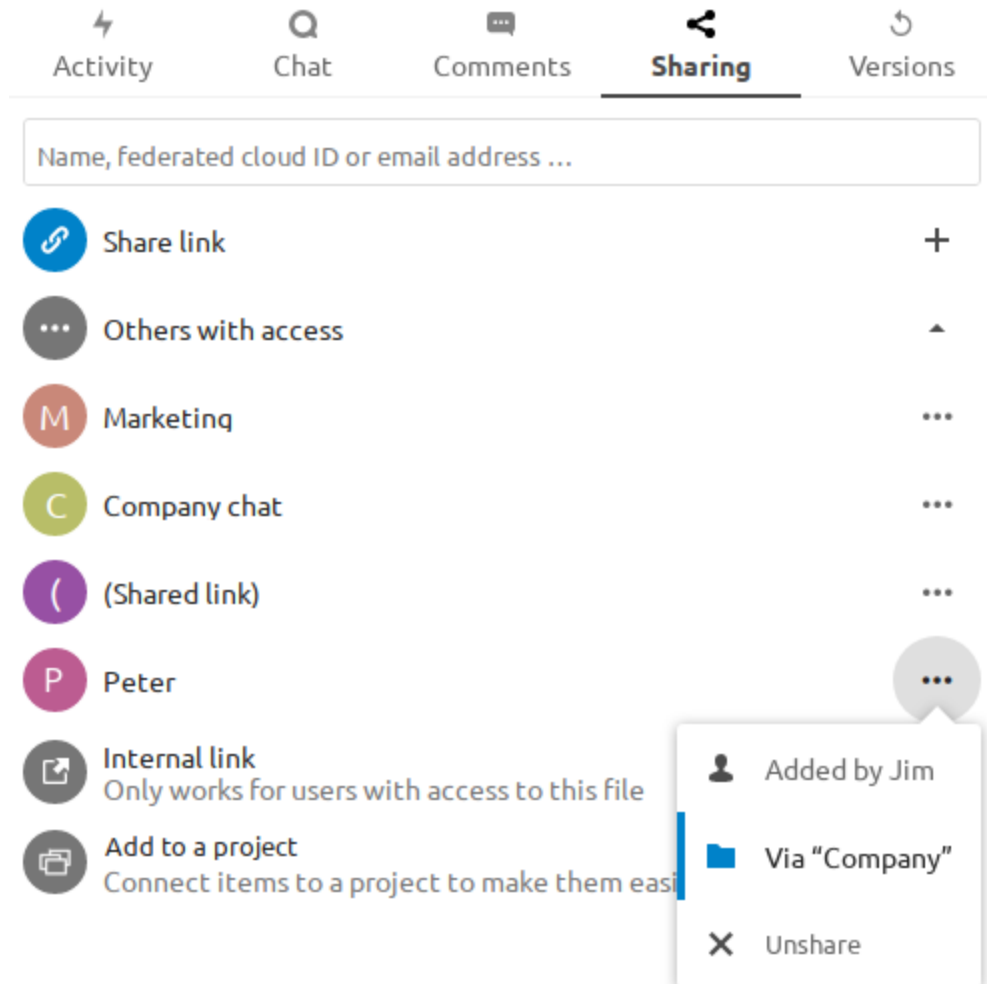 Activity
Chat
Comments
Sharing
Versions
Name, federated cloud ID or email address ...
Share link
Others with access
M Marketing
C Company chat
( (Shared link)
P Peter
Internal link
Only works for users with access to this file
Added by Jim
Add to a project
Via “Company”
Connect items to a project to make them easi
Unshare